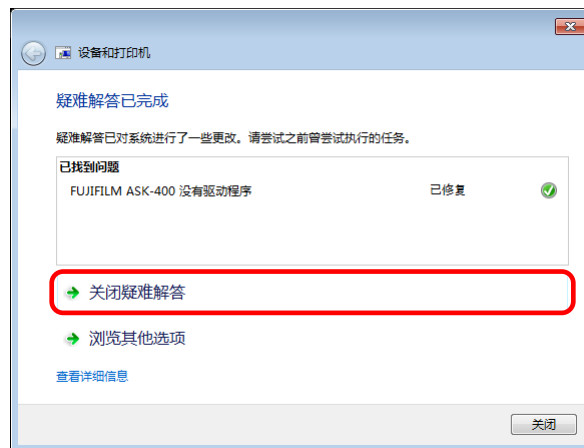 设备和打印机
疑难解答已完成
疑难解答已对系统进行了一些更改。请尝试之前曾尝试执行的任务。
已找到问题
FUJIFILM ASK-400 没有驱动程序 已修复
关闭疑难解答
浏览其他选项
查看详细信息
关闭